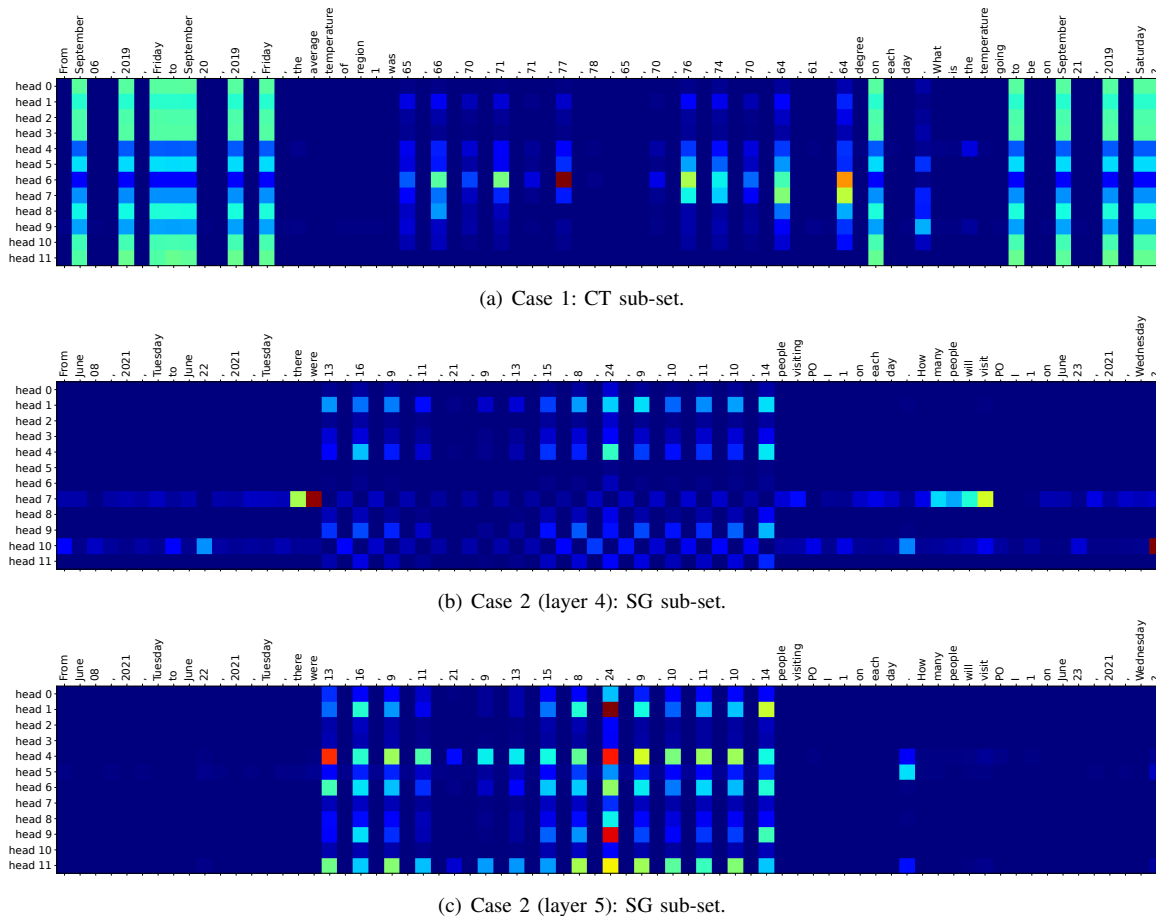 From September 06 , 2019 , Friday to September 20 , 2019 , Friday , the average temperature of region 1 was 65 , 66 , 70 , 71 , 71 , 77 , 78 , 65 , 70 , 76 , 74 , 70 , 64 , 61 , 64 degree on each day . What is the temperature going to be on September 21 , 2019 , Saturday ?
head 0
head 1
head 2
head 3
head 4
head 5
head 6
head 7
head 8
head 9
head 10
head 11
(a) Case 1: CT sub-set.
From June 08 , 2021 , Tuesday to June 22 , 2021 , Tuesday , there were 13 , 16 , 9 , 11 , 21 , 9 , 13 , 15 , 8 , 24 , 9 , 10 , 11 , 10 , 14 people visiting PO I 1 on each day . How many people will visit PO I 1 on June 23 , 2021 , Wednesday ?
head 0
head 1
head 2
head 3
head 4
head 5
head 6
head 7
head 8
head 9
head 10
head 11
(b) Case 2 (layer 4): SG sub-set.
From June 08 , 2021 , Tuesday to June 22 , 2021 , Tuesday , there were 13 , 16 , 9 , 11 , 21 , 9 , 13 , 15 , 8 , 24 , 9 , 10 , 11 , 10 , 14 people visiting PO I 1 on each day . How many people will visit PO I 1 on June 23 , 2021 , Wednesday ?
head 0
head 1
head 2
head 3
head 4
head 5
head 6
head 7
head 8
head 9
head 10
head 11
(c) Case 2 (layer 5): SG sub-set.